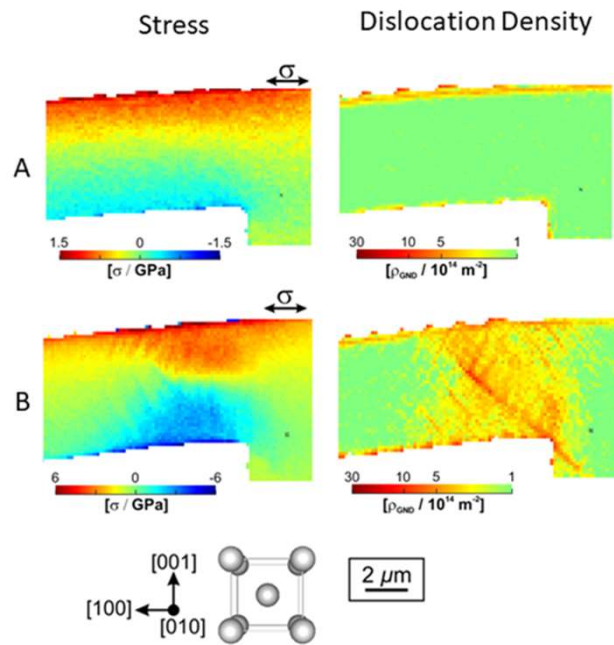 Stress
Dislocation Density
σ
A
1.5 0 -1.5
[σ / GPa]
30 10 5 1
[ρGND / 10¹⁴ m⁻²]
σ
B
6 0 -6
[σ / GPa]
30 10 5 1
[ρGND / 10¹⁴ m⁻²]
[001]
[100]
[010]
2 µm